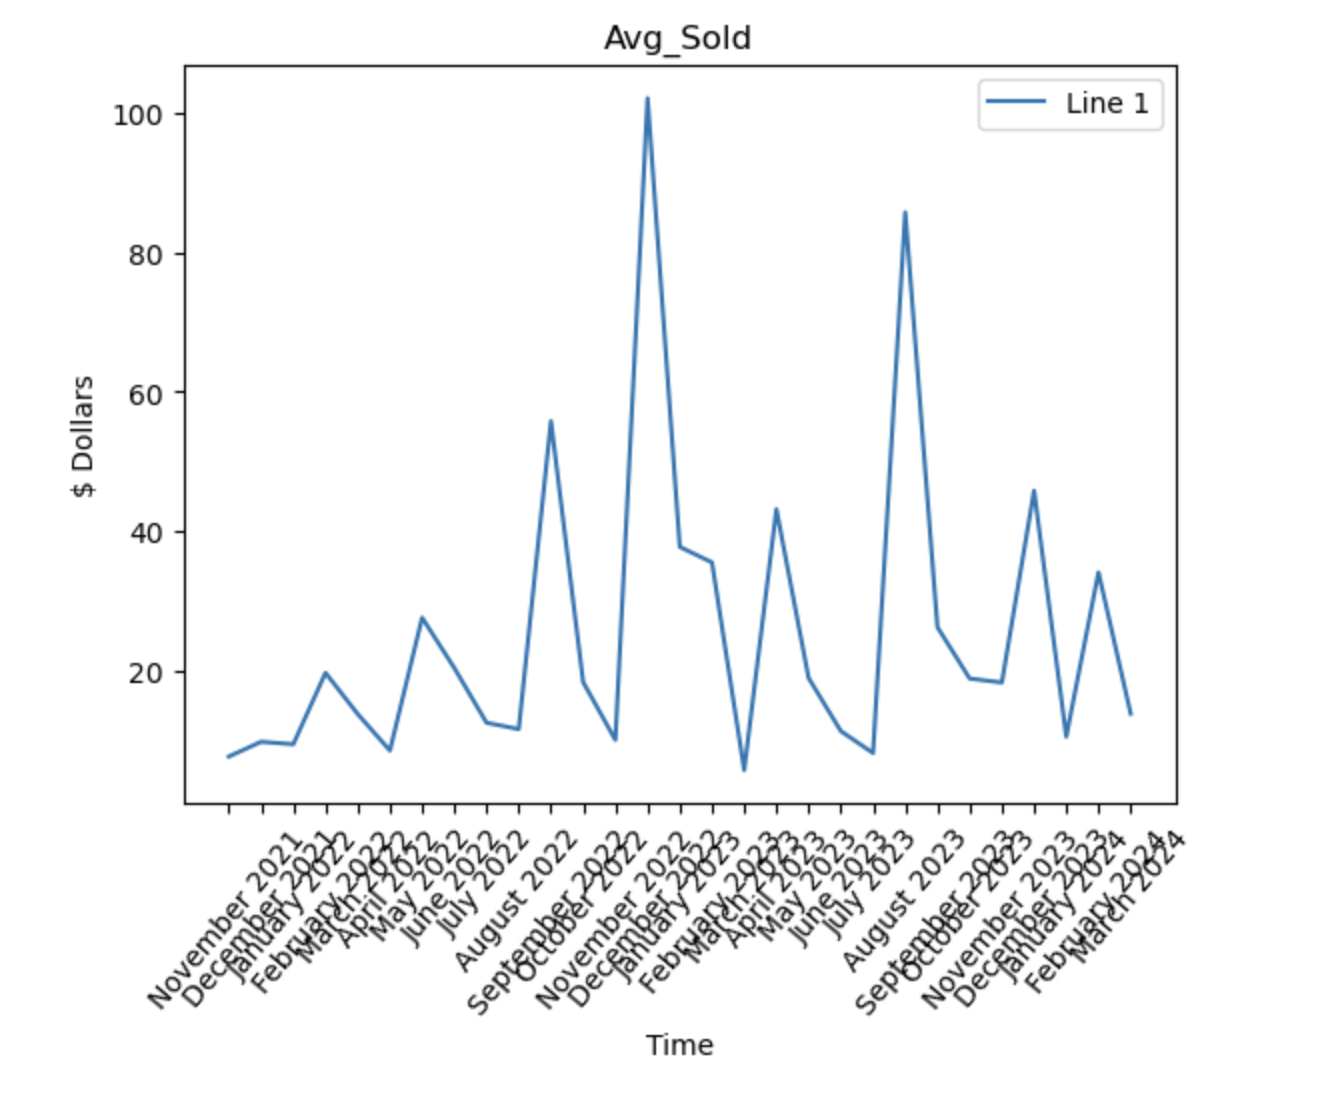 Avg_Sold
Line 1
100
80
60
40
20
$ Dollars
November 2021
December 2021
January 2022
February 2022
March 2022
April 2022
May 2022
June 2022
July 2022
August 2022
September 2022
October 2022
November 2022
December 2022
January 2023
February 2023
March 2023
April 2023
May 2023
June 2023
July 2023
August 2023
September 2023
October 2023
November 2023
December 2023
January 2024
February 2024
March 2024
Time